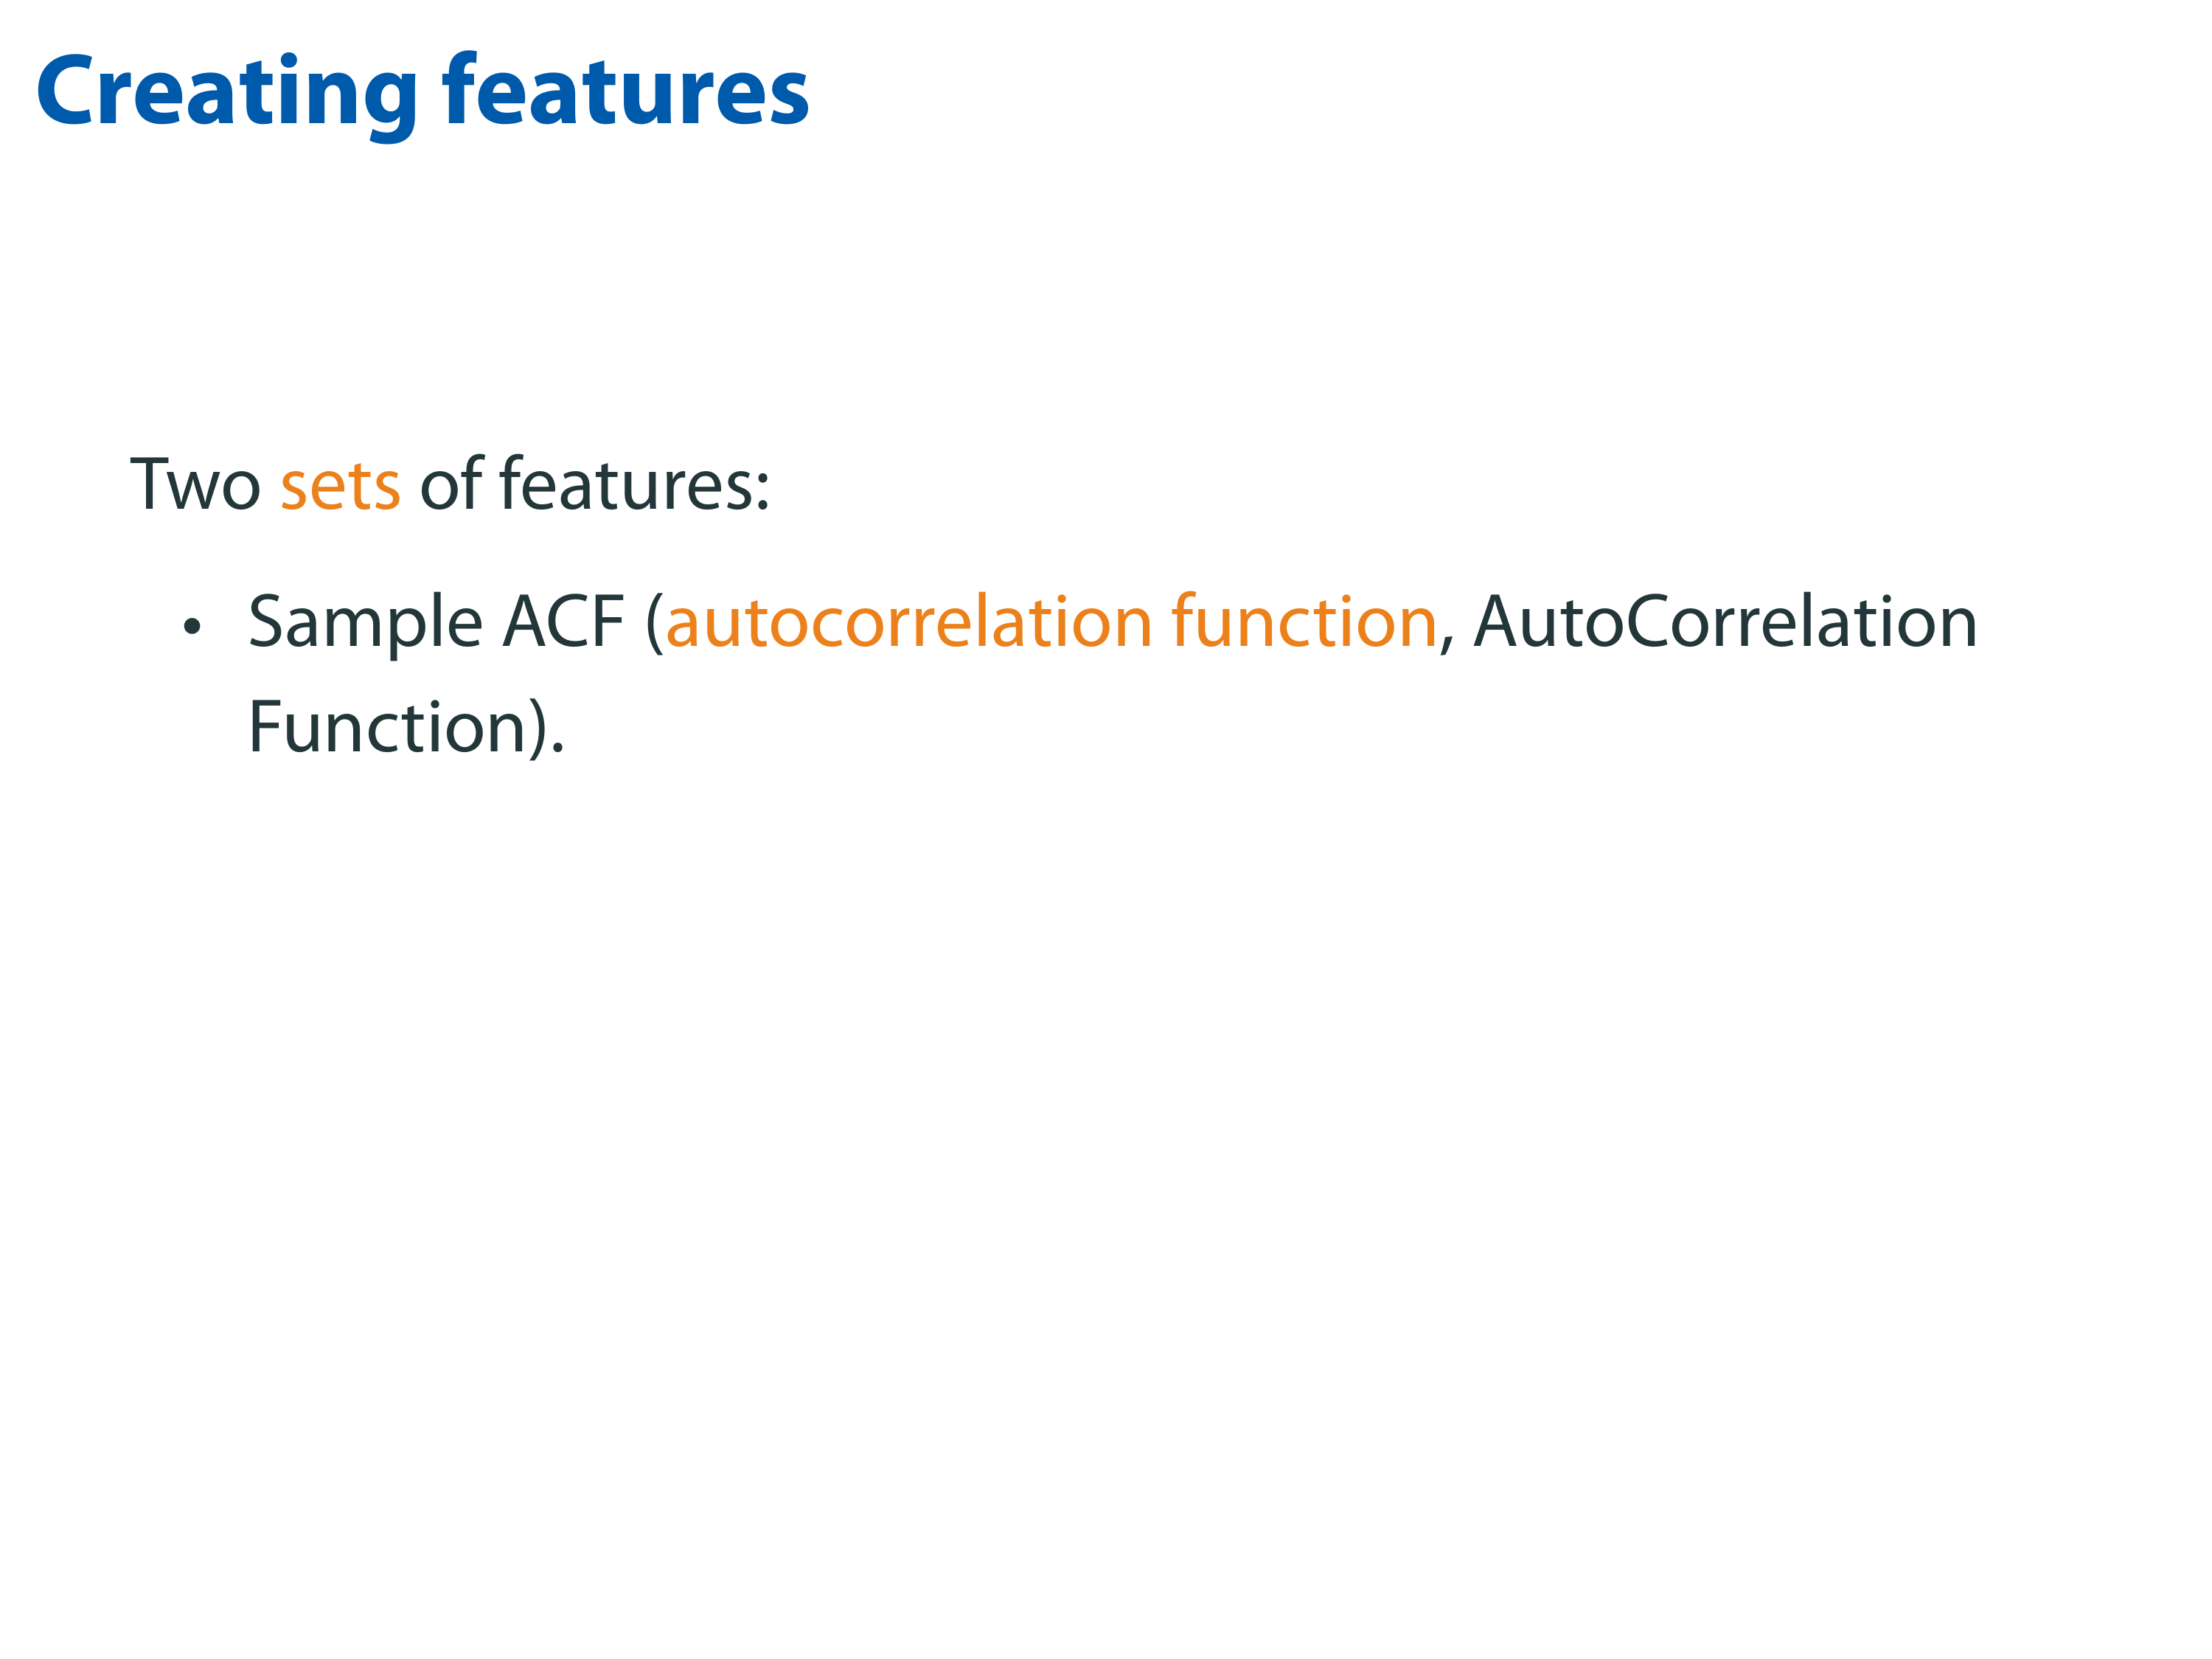 Creating features
Two sets of features:
• Sample ACF (autocorrelation function, AutoCorrelation
Function).